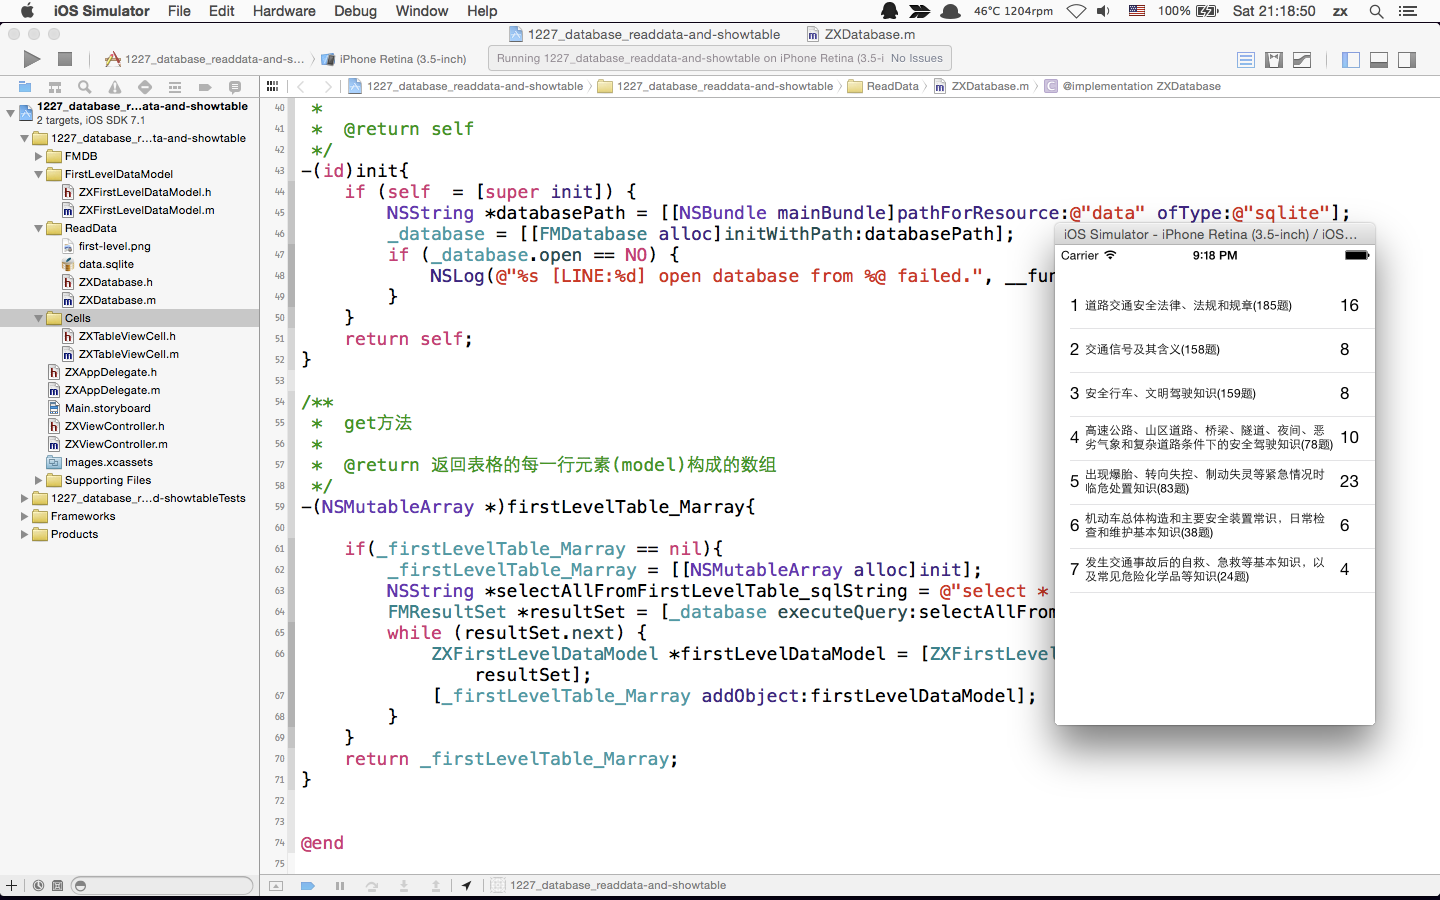 iOS Simulator File Edit Hardware Debug Window Help 46°C 1204rpm 100% Sat 21:18:50 zx
1227_database_readdata-and-showtable ZXDatabase.m
1227_database_readdata-and-s... iPhone Retina (3.5-inch) Running 1227_database_readdata-and-showtable on iPhone Retina (3.5-i No Issues
1227_database_readdata-and-showtable 1227_database_readdata-and-showtable ReadData ZXDatabase.m C @implementation ZXDatabase
1227_database_r...ata-and-showtable
2 targets, iOS SDK 7.1
1227_database_r...ta-and-showtable
FMDB
FirstLevelDataModel
h ZXFirstLevelDataModel.h
m ZXFirstLevelDataModel.m
ReadData
first-level.png
data.sqlite
h ZXDatabase.h
m ZXDatabase.m
Cells
h ZXTableViewCell.h
m ZXTableViewCell.m
h ZXAppDelegate.h
m ZXAppDelegate.m
Main.storyboard
h ZXViewController.h
m ZXViewController.m
Images.xcassets
Supporting Files
1227_database_r...d-showtableTests
Frameworks
Products
40 *
41 * @return self
42 */
43 -(id)init{
44 if (self = [super init]) {
45 NSString *databasePath = [[NSBundle mainBundle]pathForResource:@"data" ofType:@"sqlite"];
46 _database = [[FMDatabase alloc]initWithPath:databasePath];
47 if (_database.open == NO) {
48 NSLog(@"%s [LINE:%d] open database from %@ failed.", __fun
49 }
50 }
51 return self;
52 }
53
54 /**
55 * get方法
56 *
57 * @return 返回表格的每一行元素(model)构成的数组
58 */
59 -(NSMutableArray *)firstLevelTable_Marray{
60
61 if(_firstLevelTable_Marray == nil){
62 _firstLevelTable_Marray = [[NSMutableArray alloc]init];
63 NSString *selectAllFromFirstLevelTable_sqlString = @"select *
64 FMResultSet *resultSet = [_database executeQuery:selectAllFrom
65 while (resultSet.next) {
66 ZXFirstLevelDataModel *firstLevelDataModel = [ZXFirstLevel
resultSet];
67 [_firstLevelTable_Marray addObject:firstLevelDataModel];
68 }
69 }
70 return _firstLevelTable_Marray;
71 }
72
73
74 @end
75
iOS Simulator - iPhone Retina (3.5-inch) / iOS...
Carrier 9:18 PM
1 道路交通安全法律、法规和规章(185题) 16
2 交通信号及其含义(158题) 8
3 安全行车、文明驾驶知识(159题) 8
4 高速公路、山区道路、桥梁、隧道、夜间、恶
劣气象和复杂道路条件下的安全驾驶知识(78题) 10
5 出现爆胎、转向失控、制动失灵等紧急情况时
临危处置知识(83题) 23
6 机动车总体构造和主要安全装置常识，日常检
查和维护基本知识(38题) 6
7 发生交通事故后的自救、急救等基本知识，以
及常见危险化学品等知识(24题) 4
1227_database_readdata-and-showtable